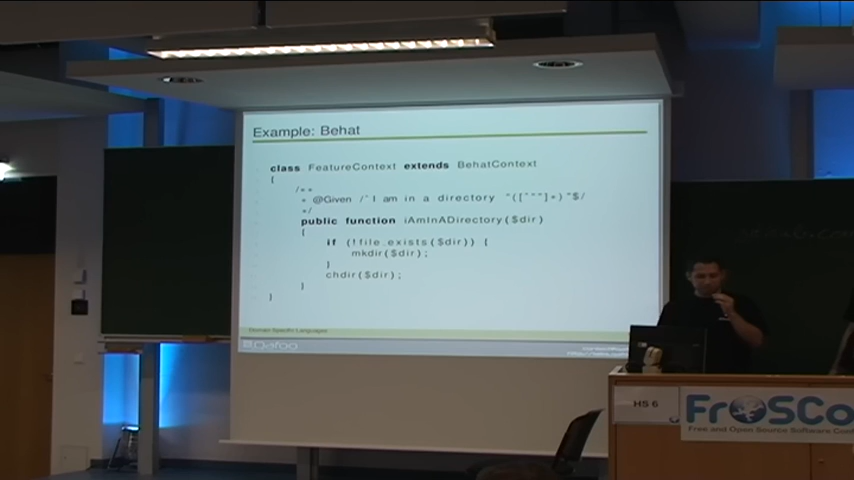 Example: Behat
class FeatureContext extends BehatContext
{
/**
* @Given /^I am in a directory "([^"]*)"$/
*/
public function iAmInADirectory($dir)
{
if (!file_exists($dir)) {
mkdir($dir);
}
chdir($dir);
}
}
Domain Specific Languages
Qafoo
HS 6
FrOSCo
Free and Open Source Software Con